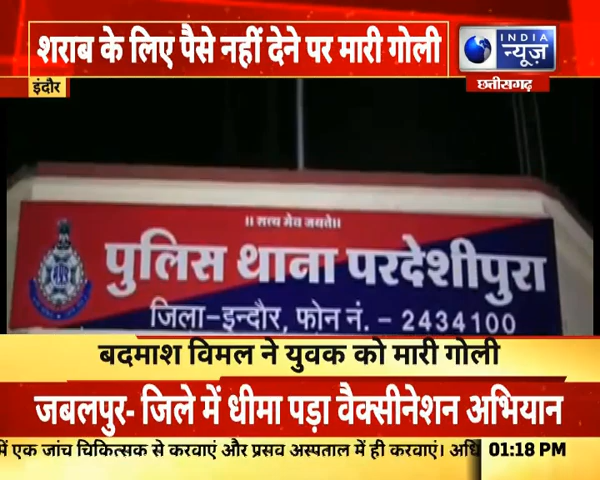 शराब के लिए पैसे नहीं देने पर मारी गोली
INDIA
न्यूज़
छत्तीसगढ़
इंदौर
।। सत्य मेव जयते।।
पुलिस थाना परदेशीपुरा
जिला-इन्दौर, फोन नं. - 2434100
बदमाश विमल ने युवक को मारी गोली
जबलपुर- जिले में धीमा पड़ा वैक्सीनेशन अभियान
में एक जांच चिकित्सक से करवाएं और प्रसव अस्पताल में ही करवाएं।
01:18 PM